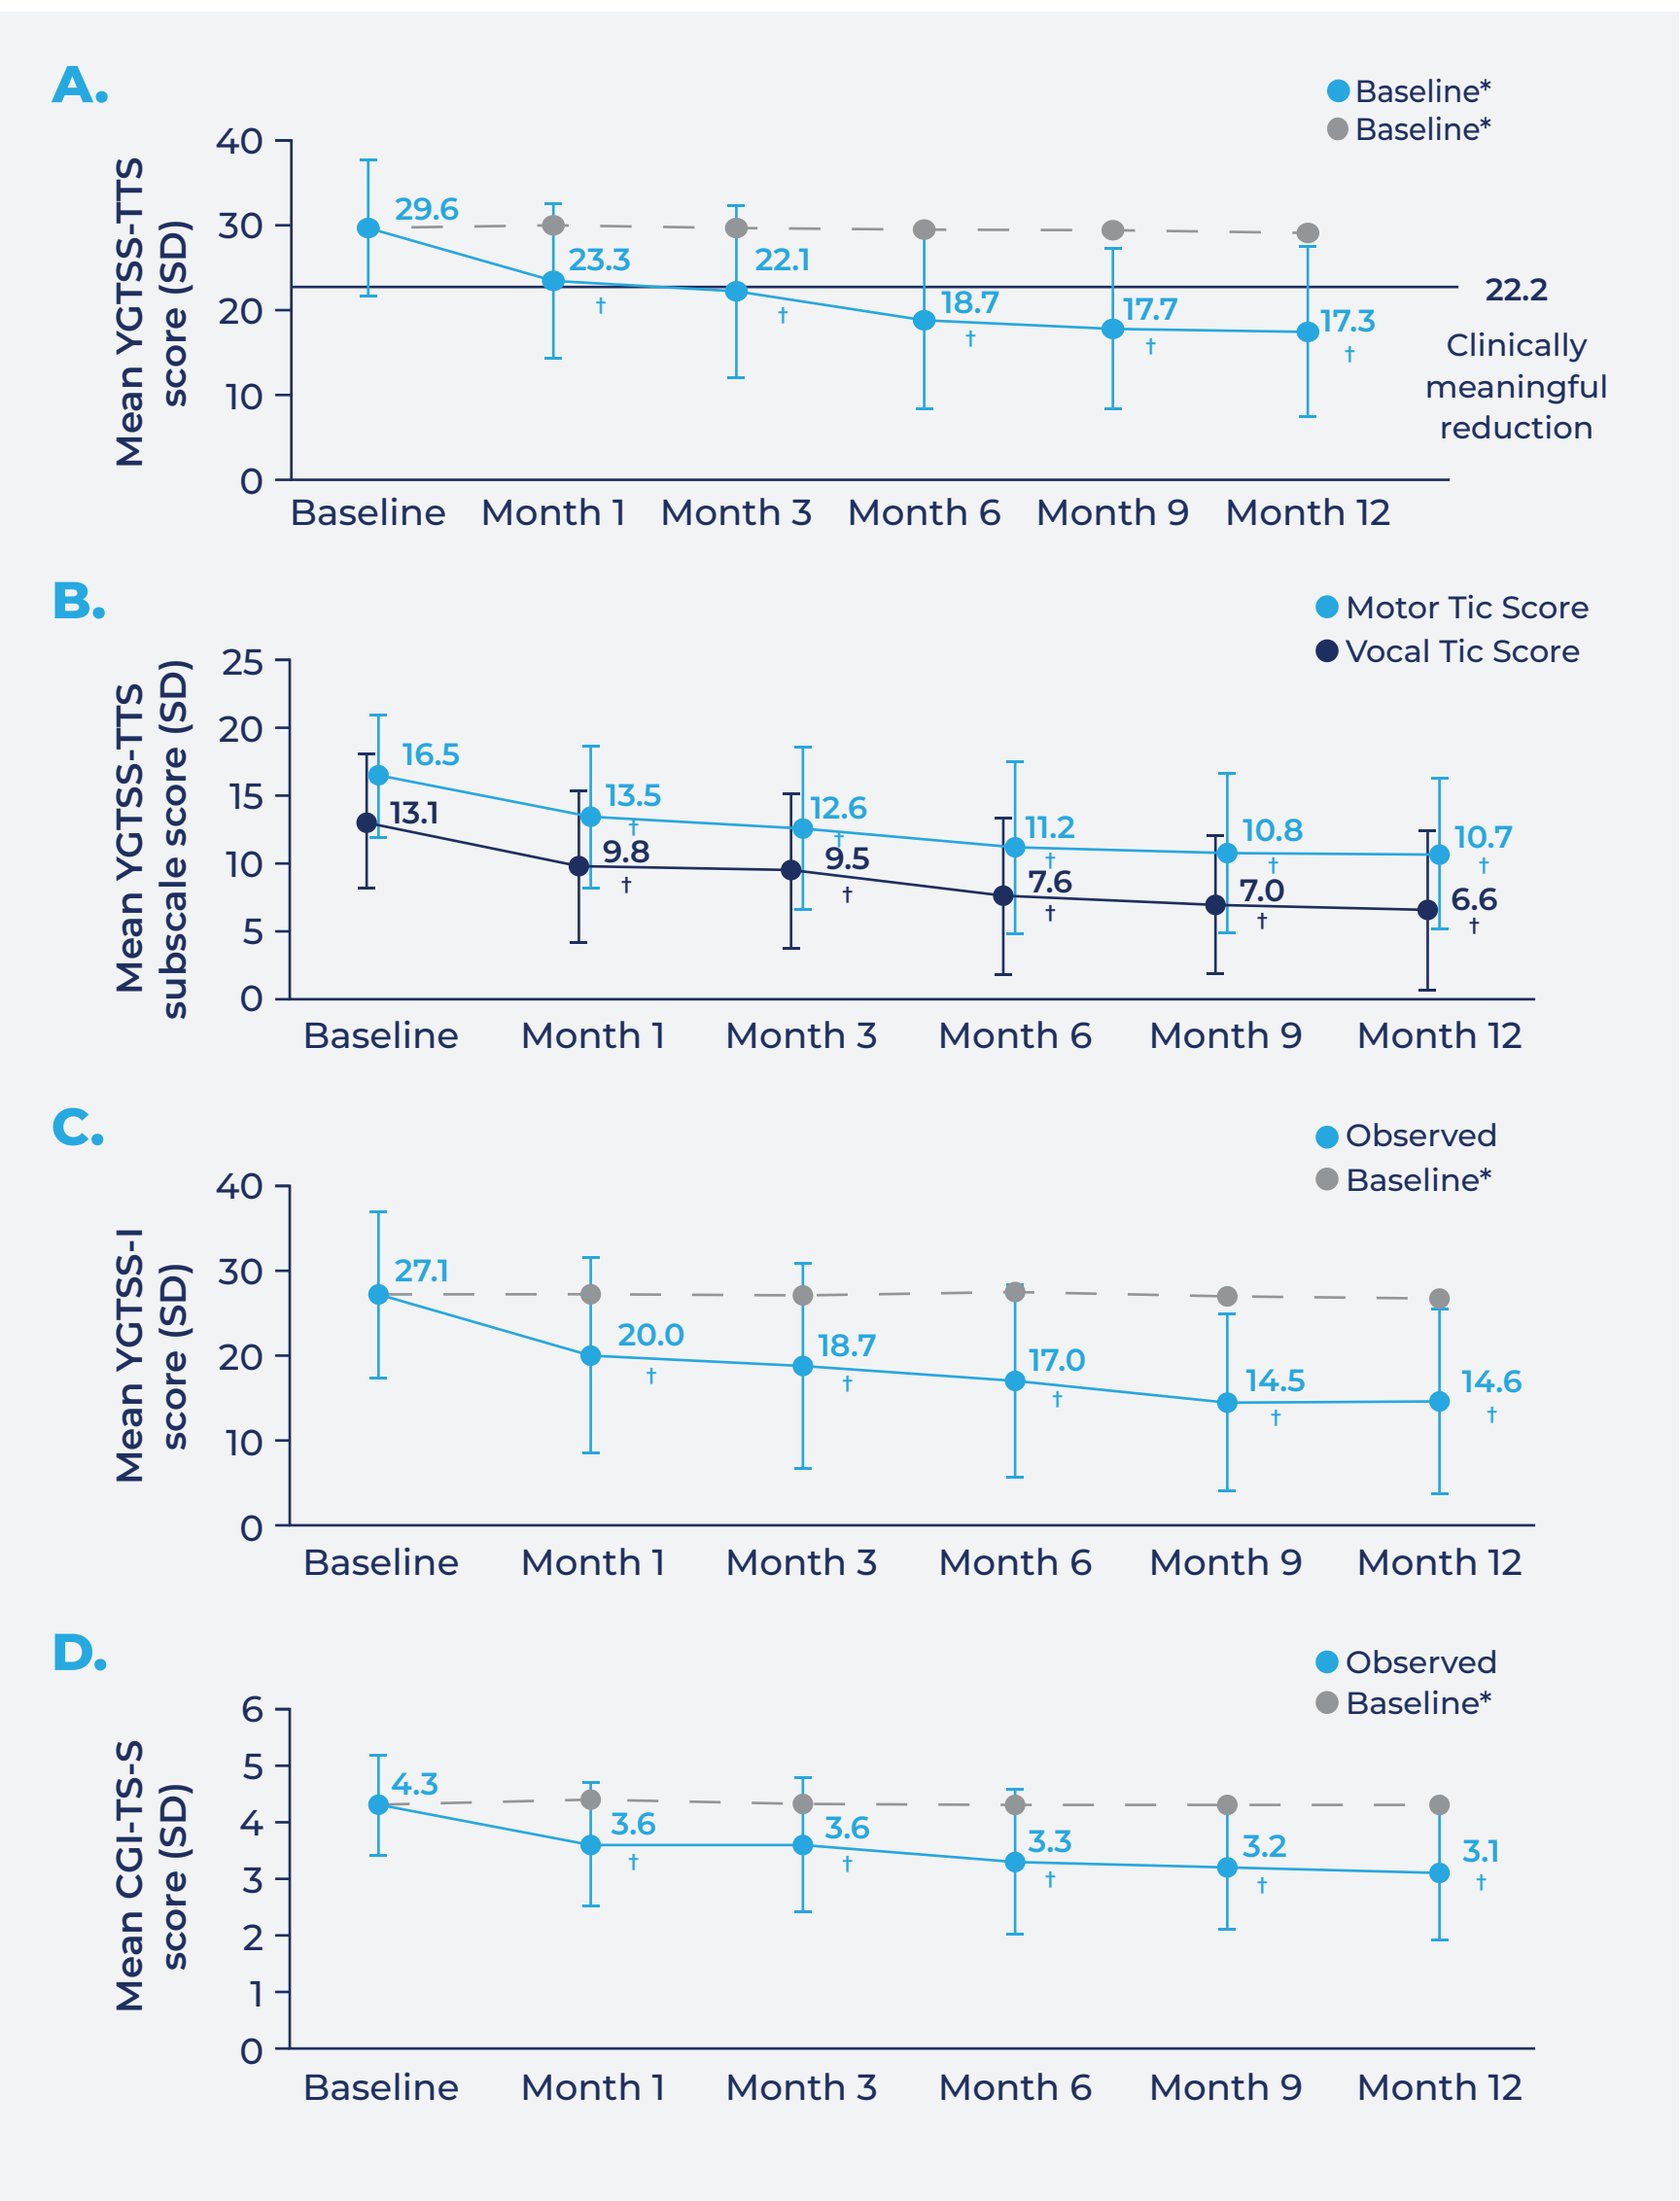 A.
Baseline*
Baseline*
Mean YGTSS-TTS
score (SD)
40
30
20
10
0
29.6
23.3
†
22.1
†
18.7
†
17.7
†
17.3
†
22.2
Clinically
meaningful
reduction
Baseline Month 1 Month 3 Month 6 Month 9 Month 12
B.
Motor Tic Score
Vocal Tic Score
Mean YGTSS-TTS
subscale score (SD)
25
20
15
10
5
0
16.5
13.5
†
12.6
†
11.2
†
10.8
†
10.7
†
13.1
9.8
†
9.5
†
7.6
†
7.0
†
6.6
†
Baseline Month 1 Month 3 Month 6 Month 9 Month 12
C.
Observed
Baseline*
Mean YGTSS-I
score (SD)
40
30
20
10
0
27.1
20.0
†
18.7
†
17.0
†
14.5
†
14.6
†
Baseline Month 1 Month 3 Month 6 Month 9 Month 12
D.
Observed
Baseline*
Mean CGI-TS-S
score (SD)
6
5
4
3
2
1
0
4.3
3.6
†
3.6
†
3.3
†
3.2
†
3.1
†
Baseline Month 1 Month 3 Month 6 Month 9 Month 12